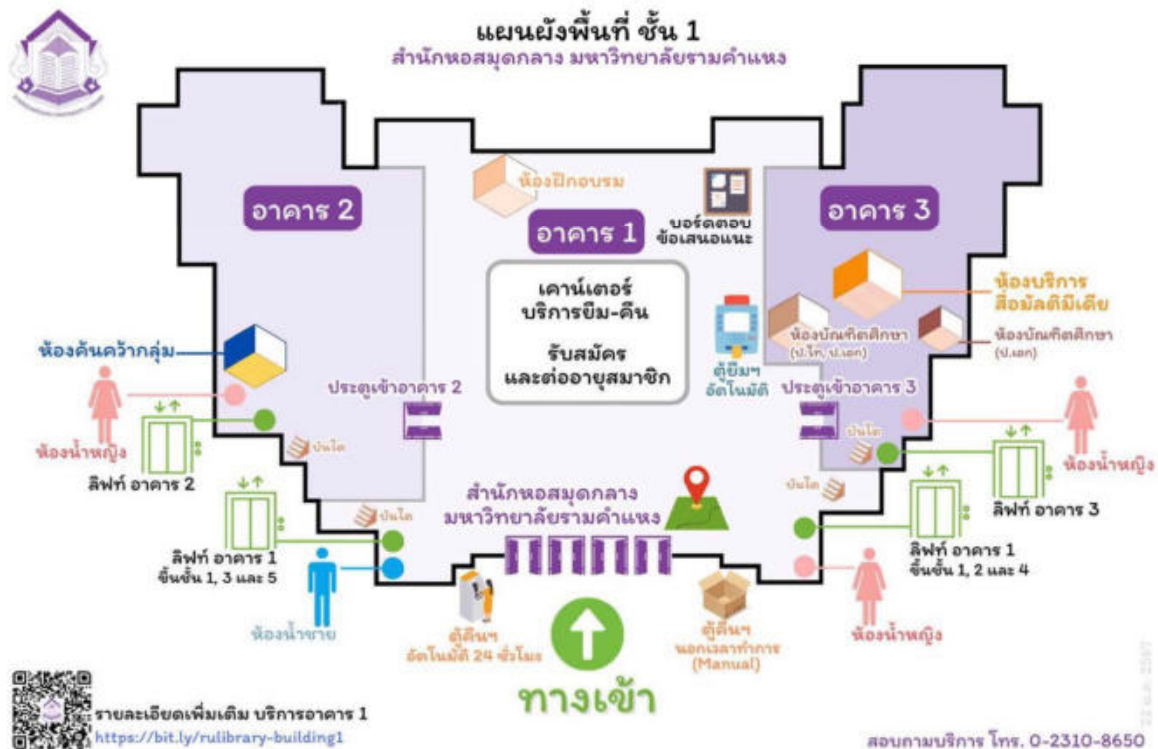 แผนผังพื้นที่ ชั้น 1
สำนักหอสมุดกลาง มหาวิทยาลัยรามคำแหง
ห้องฝึกอบรม
อาคาร 2
อาคาร 1
บอร์ดตอบ
ข้อเสนอแนะ
อาคาร 3
เคาน์เตอร์
บริการยืม-คืน
รับสมัคร
และต่ออายุสมาชิก
ห้องบริการ
สื่อมัลติมีเดีย
ห้องบัณฑิตศึกษา
(ป.โท, ป.เอก)
ห้องบัณฑิตศึกษา
(ป.เอก)
ห้องค้นคว้ากลุ่ม
ตู้ยืมฯ
อัตโนมัติ
ประตูเข้าอาคาร 2
ประตูเข้าอาคาร 3
ห้องน้ำหญิง
บันได
บันได
ห้องน้ำหญิง
ลิฟท์ อาคาร 2
บันได
สำนักหอสมุดกลาง
มหาวิทยาลัยรามคำแหง
บันได
ลิฟท์ อาคาร 3
ลิฟท์ อาคาร 1
ขึ้นชั้น 1, 3 และ 5
ลิฟท์ อาคาร 1
ขึ้นชั้น 1, 2 และ 4
ห้องน้ำชาย
ตู้คืนฯ
อัตโนมัติ 24 ชั่วโมง
ตู้คืนฯ
นอกเวลาทำการ
(Manual)
ห้องน้ำหญิง
ทางเข้า
รายละเอียดเพิ่มเติม บริการอาคาร 1
https://bit.ly/rulibrary-building1
สอบถามบริการ โทร. 0-2310-8650